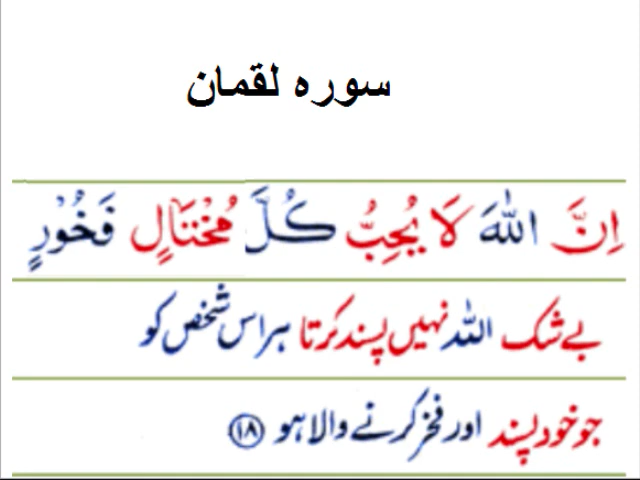 سوره لقمان
اِنَّ اللّٰهَ لَا يُحِبُّ كُلَّ مُخْتَالٍ فَخُوْرٍ
بے شک اللہ نہیں پسند کرتا ہر اس شخص کو
جو خود پسند اور فخر کرنے والا ہو ۱۸